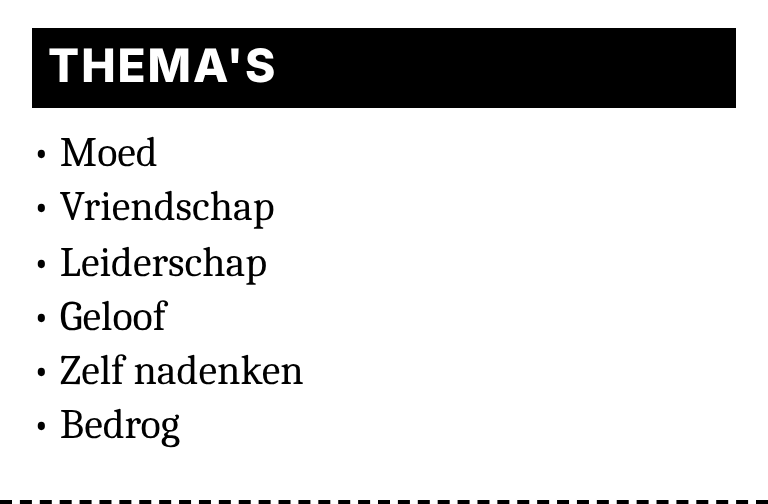 THEMA'S
• Moed
• Vriendschap
• Leiderschap
• Geloof
• Zelf nadenken
• Bedrog